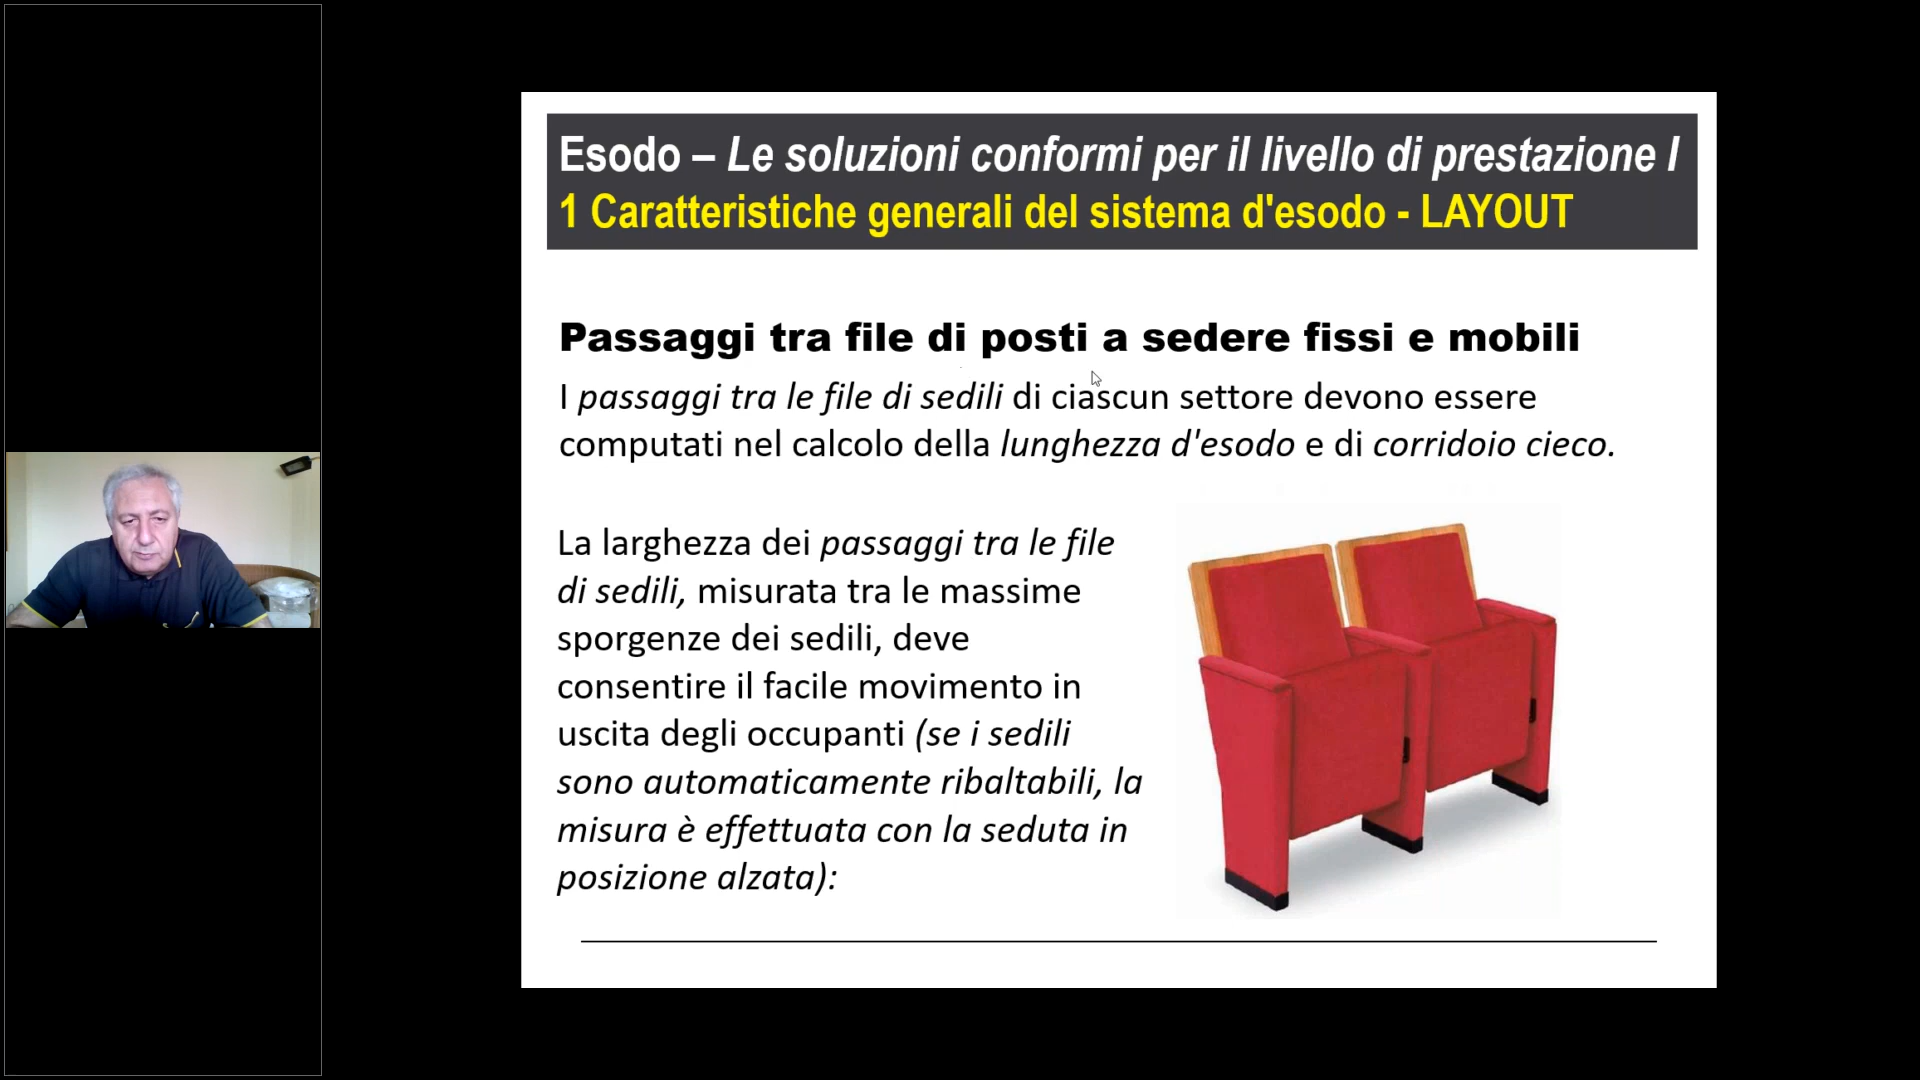 Esodo – Le soluzioni conformi per il livello di prestazione I
1 Caratteristiche generali del sistema d'esodo - LAYOUT
Passaggi tra file di posti a sedere fissi e mobili
I passaggi tra le file di sedili di ciascun settore devono essere
computati nel calcolo della lunghezza d'esodo e di corridoio cieco.
La larghezza dei passaggi tra le file
di sedili, misurata tra le massime
sporgenze dei sedili, deve
consentire il facile movimento in
uscita degli occupanti (se i sedili
sono automaticamente ribaltabili, la
misura è effettuata con la seduta in
posizione alzata):